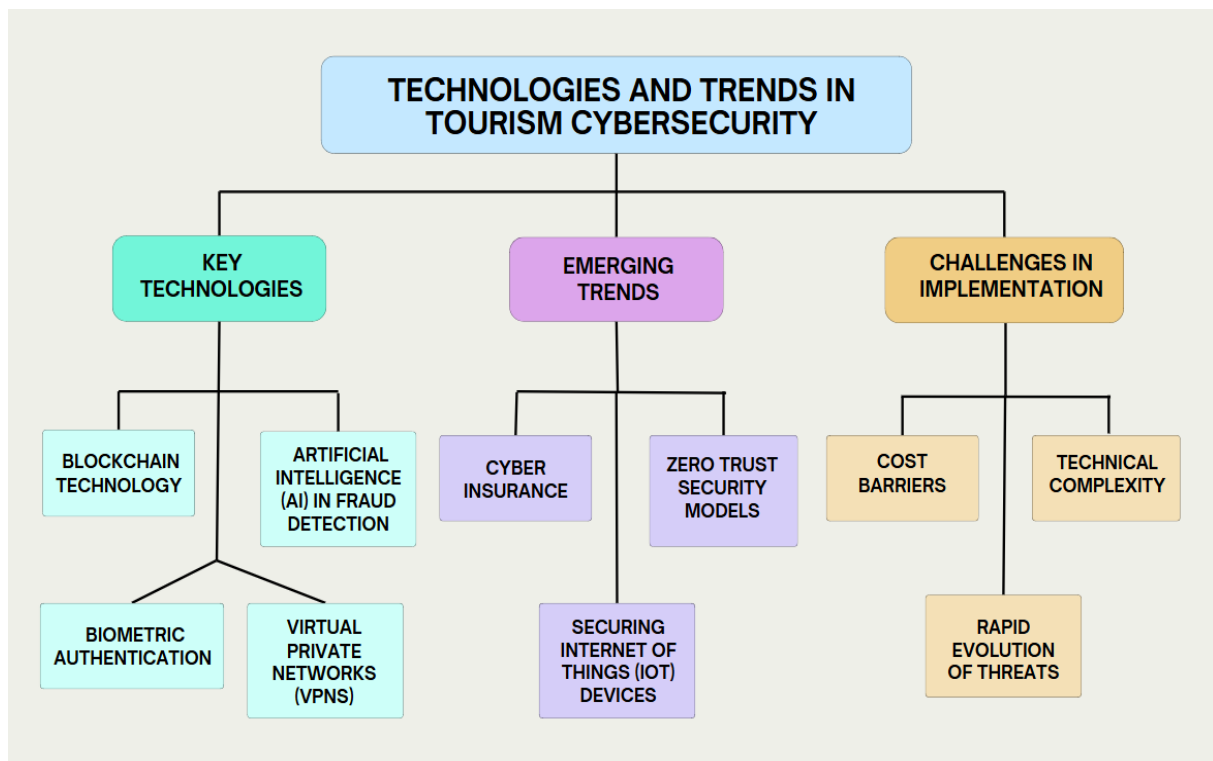 TECHNOLOGIES AND TRENDS IN
TOURISM CYBERSECURITY
KEY
TECHNOLOGIES
EMERGING
TRENDS
CHALLENGES IN
IMPLEMENTATION
BLOCKCHAIN
TECHNOLOGY
ARTIFICIAL
INTELLIGENCE
(AI) IN FRAUD
DETECTION
CYBER
INSURANCE
ZERO TRUST
SECURITY
MODELS
COST
BARRIERS
TECHNICAL
COMPLEXITY
BIOMETRIC
AUTHENTICATION
VIRTUAL
PRIVATE
NETWORKS
(VPNS)
SECURING
INTERNET OF
THINGS (IOT)
DEVICES
RAPID
EVOLUTION
OF THREATS